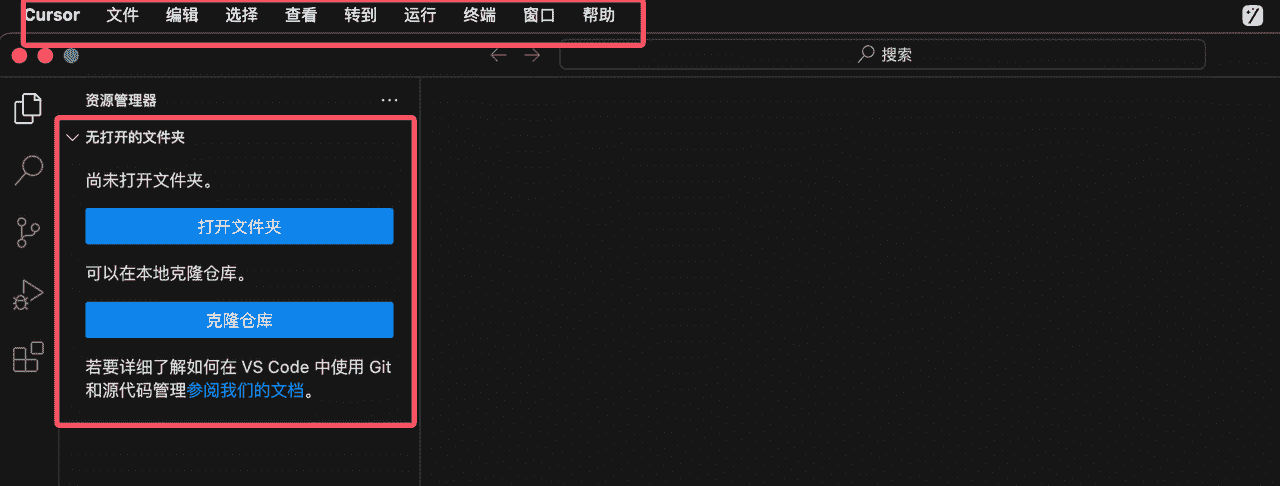 Cursor 文件 编辑 选择 查看 转到 运行 终端 窗口 帮助
搜索
资源管理器
无打开的文件夹
尚未打开文件夹。
打开文件夹
可以在本地克隆仓库。
克隆仓库
若要详细了解如何在 VS Code 中使用 Git
和源代码管理参阅我们的文档。